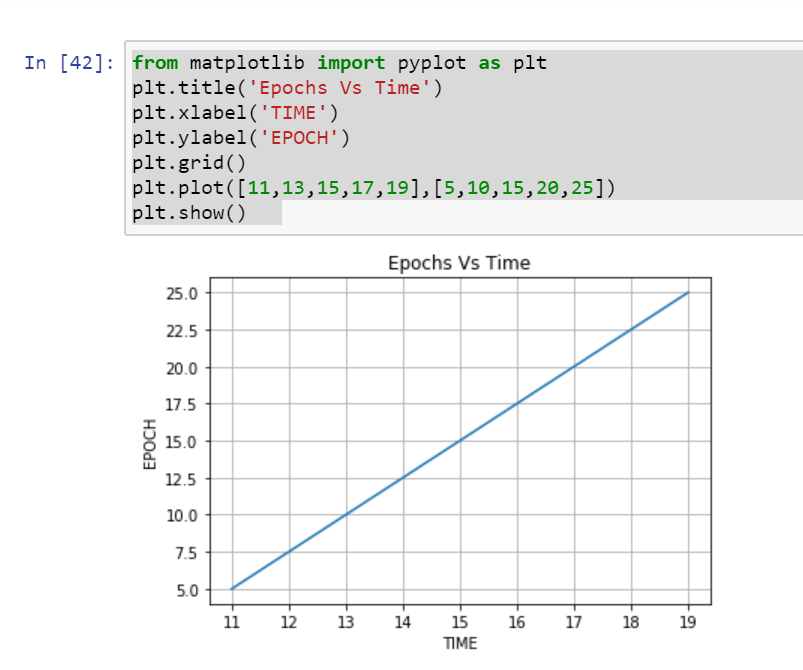 In [42]:
from matplotlib import pyplot as plt
plt.title('Epochs Vs Time')
plt.xlabel('TIME')
plt.ylabel('EPOCH')
plt.grid()
plt.plot([11,13,15,17,19],[5,10,15,20,25])
plt.show()
Epochs Vs Time
25.0
22.5
20.0
17.5
15.0
12.5
10.0
7.5
5.0
EPOCH
11 12 13 14 15 16 17 18 19
TIME